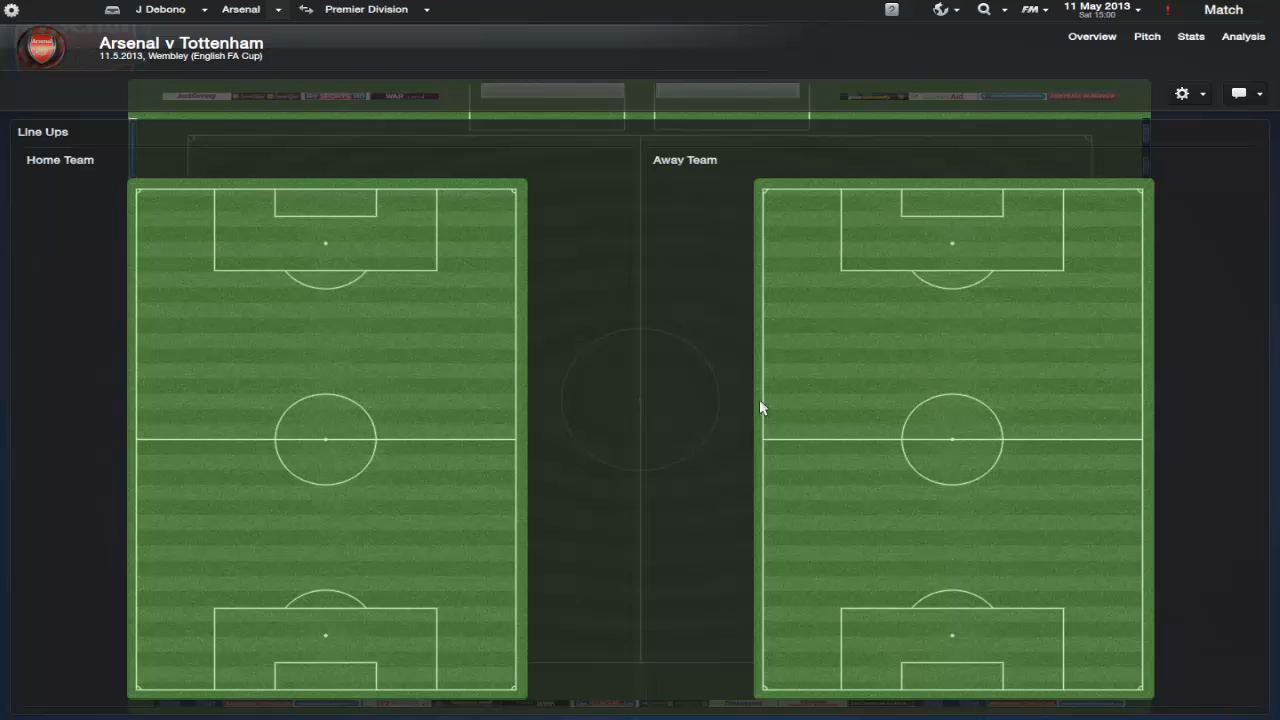 J Debono
Arsenal
Premier Division
2
FM
11 May 2013
Sat 15:00
!
Match
Arsenal v Tottenham
11.5.2013, Wembley (English FA Cup)
Overview
Pitch
Stats
Analysis
Line Ups
Home Team
Away Team